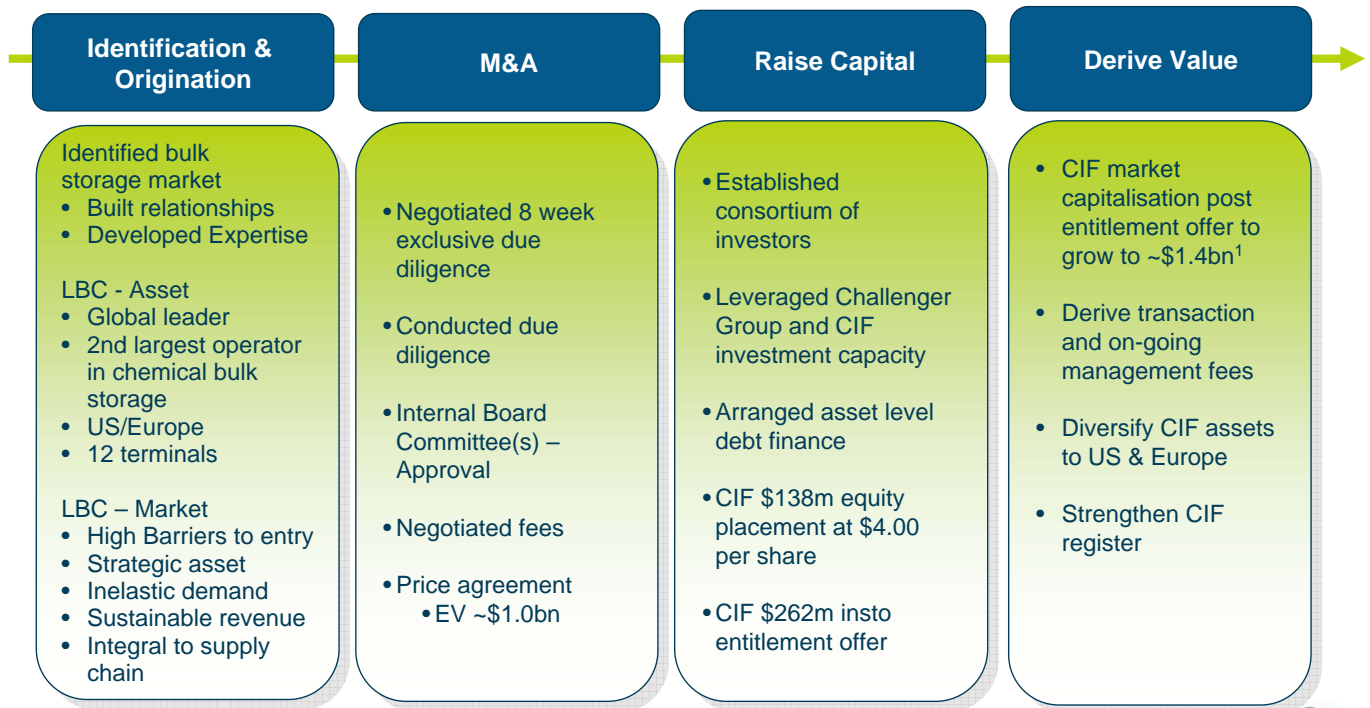 Identification &
Origination
M&A
Raise Capital
Derive Value
Identified bulk
storage market
• Built relationships
• Developed Expertise
LBC - Asset
• Global leader
• 2nd largest operator
in chemical bulk
storage
• US/Europe
• 12 terminals
LBC – Market
• High Barriers to entry
• Strategic asset
• Inelastic demand
• Sustainable revenue
• Integral to supply
chain
• Negotiated 8 week
exclusive due
diligence
• Conducted due
diligence
• Internal Board
Committee(s) –
Approval
• Negotiated fees
• Price agreement
• EV ~$1.0bn
• Established
consortium of
investors
• Leveraged Challenger
Group and CIF
investment capacity
• Arranged asset level
debt finance
• CIF $138m equity
placement at $4.00
per share
• CIF $262m insto
entitlement offer
• CIF market
capitalisation post
entitlement offer to
grow to ~$1.4bn¹
• Derive transaction
and on-going
management fees
• Diversify CIF assets
to US & Europe
• Strengthen CIF
register